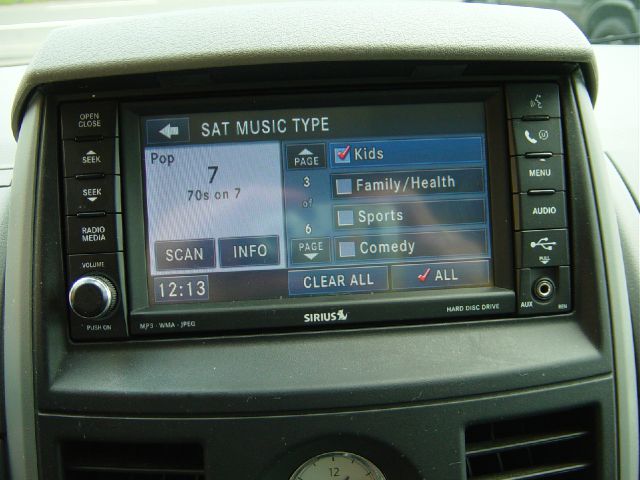 OPEN
CLOSE
SEEK
SEEK
RADIO
MEDIA
VOLUME
PUSH ON
SAT MUSIC TYPE
Pop
7
70s on 7
SCAN
INFO
12:13
PAGE
3
of
6
PAGE
Kids
Family/Health
Sports
Comedy
CLEAR ALL
ALL
MP3 · WMA · JPEG
SIRIUS
HARD DISC DRIVE
MENU
AUDIO
PULL
AUX
12